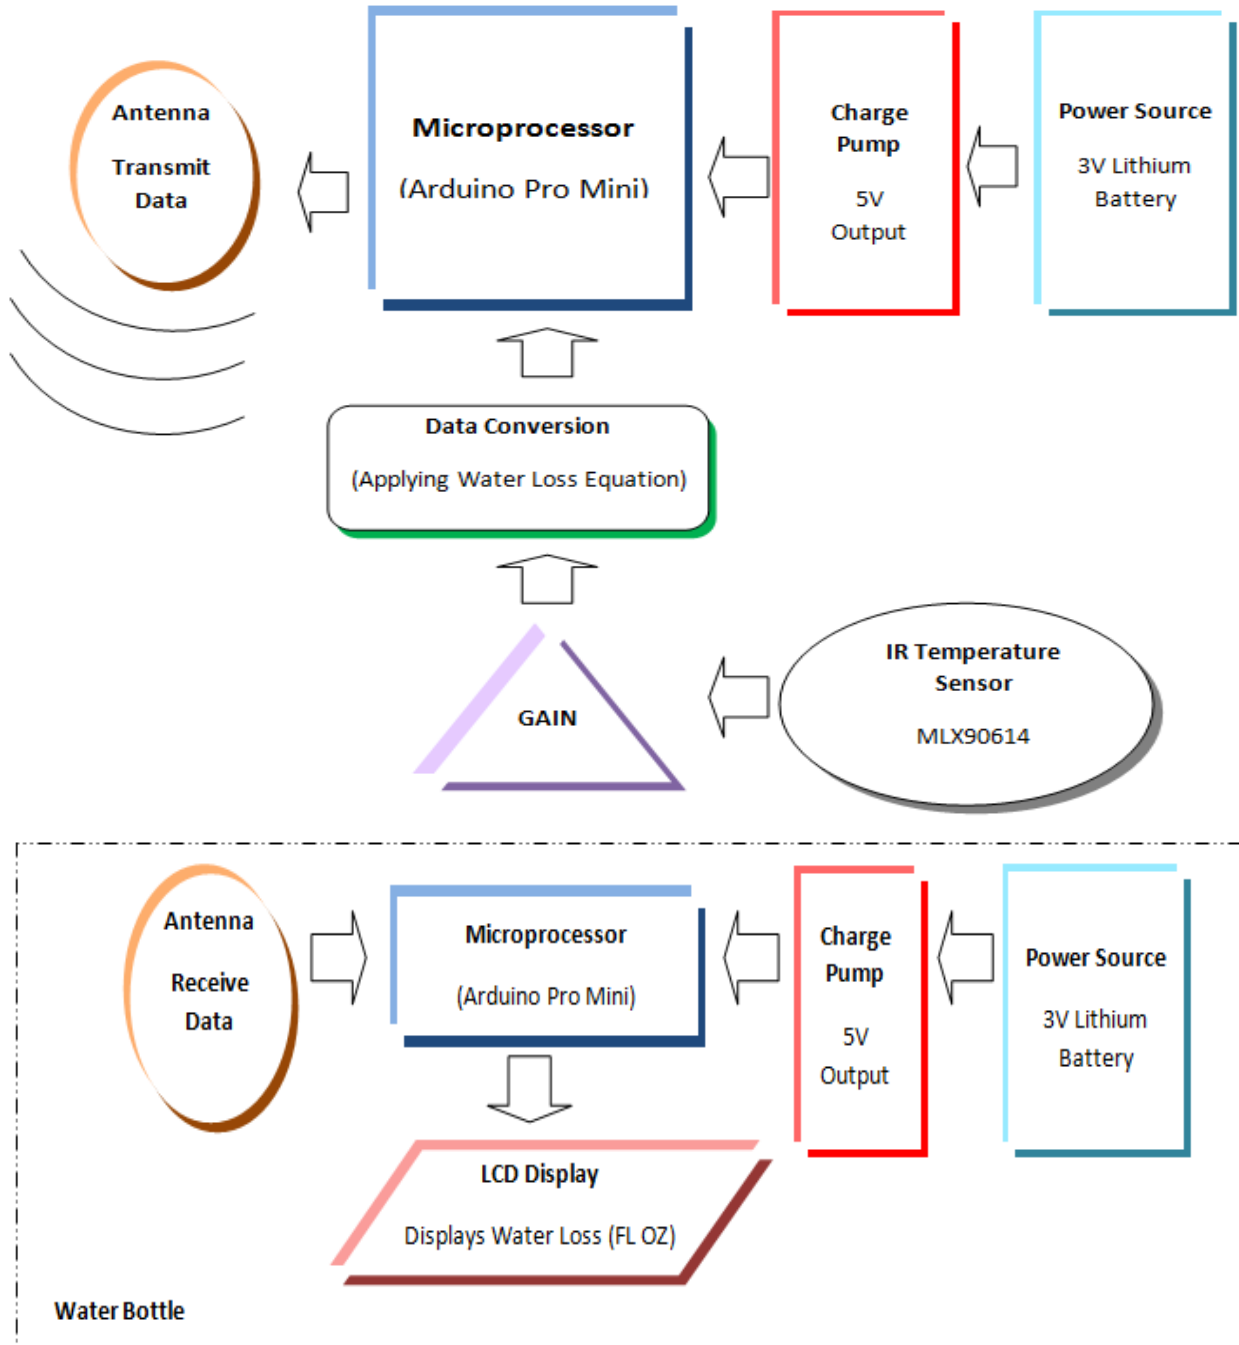 Antenna
Transmit
Data
Microprocessor
(Arduino Pro Mini)
Charge
Pump
5V
Output
Power Source
3V Lithium
Battery
Data Conversion
(Applying Water Loss Equation)
GAIN
IR Temperature
Sensor
MLX90614
Antenna
Receive
Data
Microprocessor
(Arduino Pro Mini)
Charge
Pump
5V
Output
Power Source
3V Lithium
Battery
LCD Display
Displays Water Loss (FL OZ)
Water Bottle